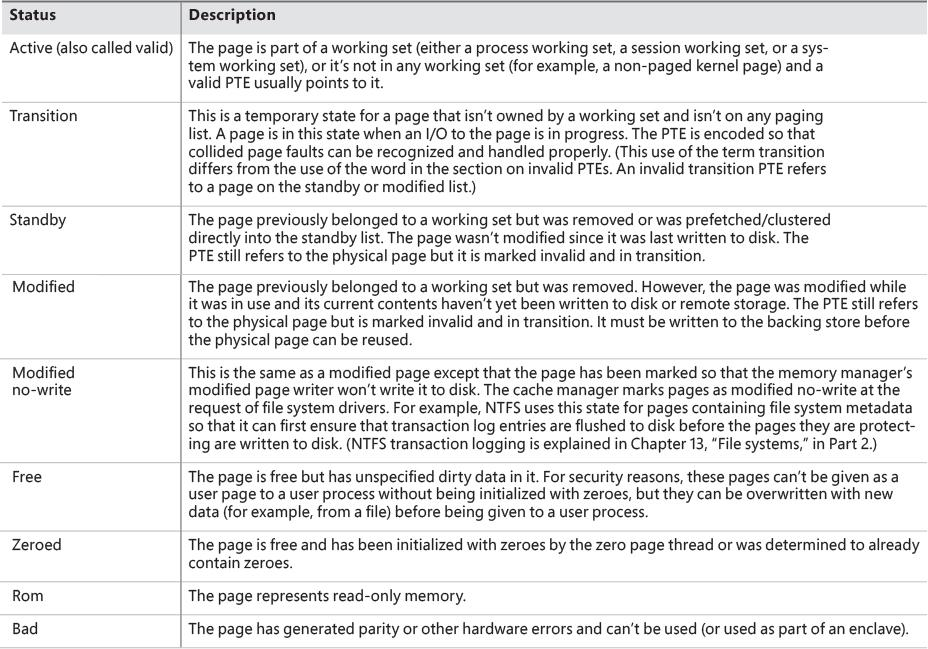 Status Description
Active (also called valid) The page is part of a working set (either a process working set, a session working set, or a sys-
tem working set), or it’s not in any working set (for example, a non-paged kernel page) and a
valid PTE usually points to it.
Transition This is a temporary state for a page that isn’t owned by a working set and isn’t on any paging
list. A page is in this state when an I/O to the page is in progress. The PTE is encoded so that
collided page faults can be recognized and handled properly. (This use of the term transition
differs from the use of the word in the section on invalid PTEs. An invalid transition PTE refers
to a page on the standby or modified list.)
Standby The page previously belonged to a working set but was removed or was prefetched/clustered
directly into the standby list. The page wasn’t modified since it was last written to disk. The
PTE still refers to the physical page but it is marked invalid and in transition.
Modified The page previously belonged to a working set but was removed. However, the page was modified while
it was in use and its current contents haven’t yet been written to disk or remote storage. The PTE still refers
to the physical page but is marked invalid and in transition. It must be written to the backing store before
the physical page can be reused.
Modified This is the same as a modified page except that the page has been marked so that the memory manager’s
no-write modified page writer won’t write it to disk. The cache manager marks pages as modified no-write at the
request of file system drivers. For example, NTFS uses this state for pages containing file system metadata
so that it can first ensure that transaction log entries are flushed to disk before the pages they are protect-
ing are written to disk. (NTFS transaction logging is explained in Chapter 13, “File systems,” in Part 2.)
Free The page is free but has unspecified dirty data in it. For security reasons, these pages can’t be given as a
user page to a user process without being initialized with zeroes, but they can be overwritten with new
data (for example, from a file) before being given to a user process.
Zeroed The page is free and has been initialized with zeroes by the zero page thread or was determined to already
contain zeroes.
Rom The page represents read-only memory.
Bad The page has generated parity or other hardware errors and can’t be used (or used as part of an enclave).